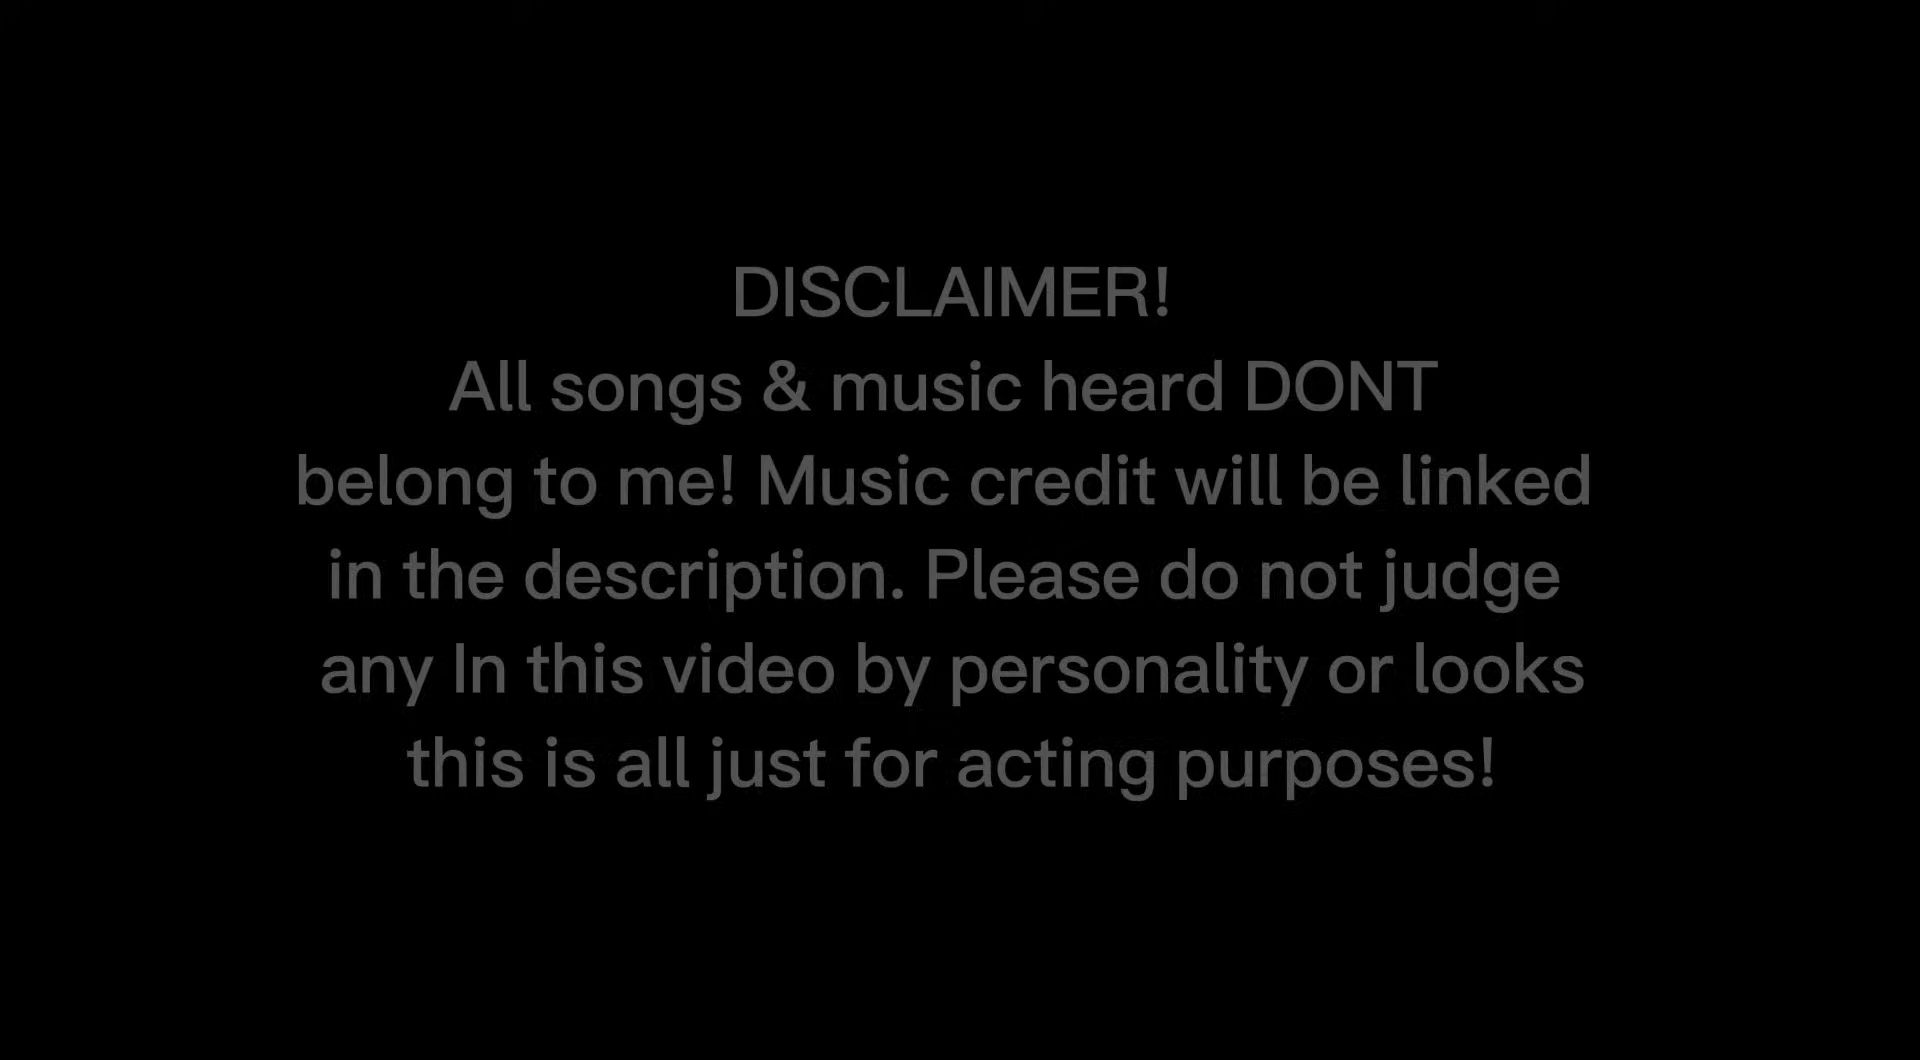 DISCLAIMER!
All songs & music heard DONT
belong to me! Music credit will be linked
in the description. Please do not judge
any In this video by personality or looks
this is all just for acting purposes!